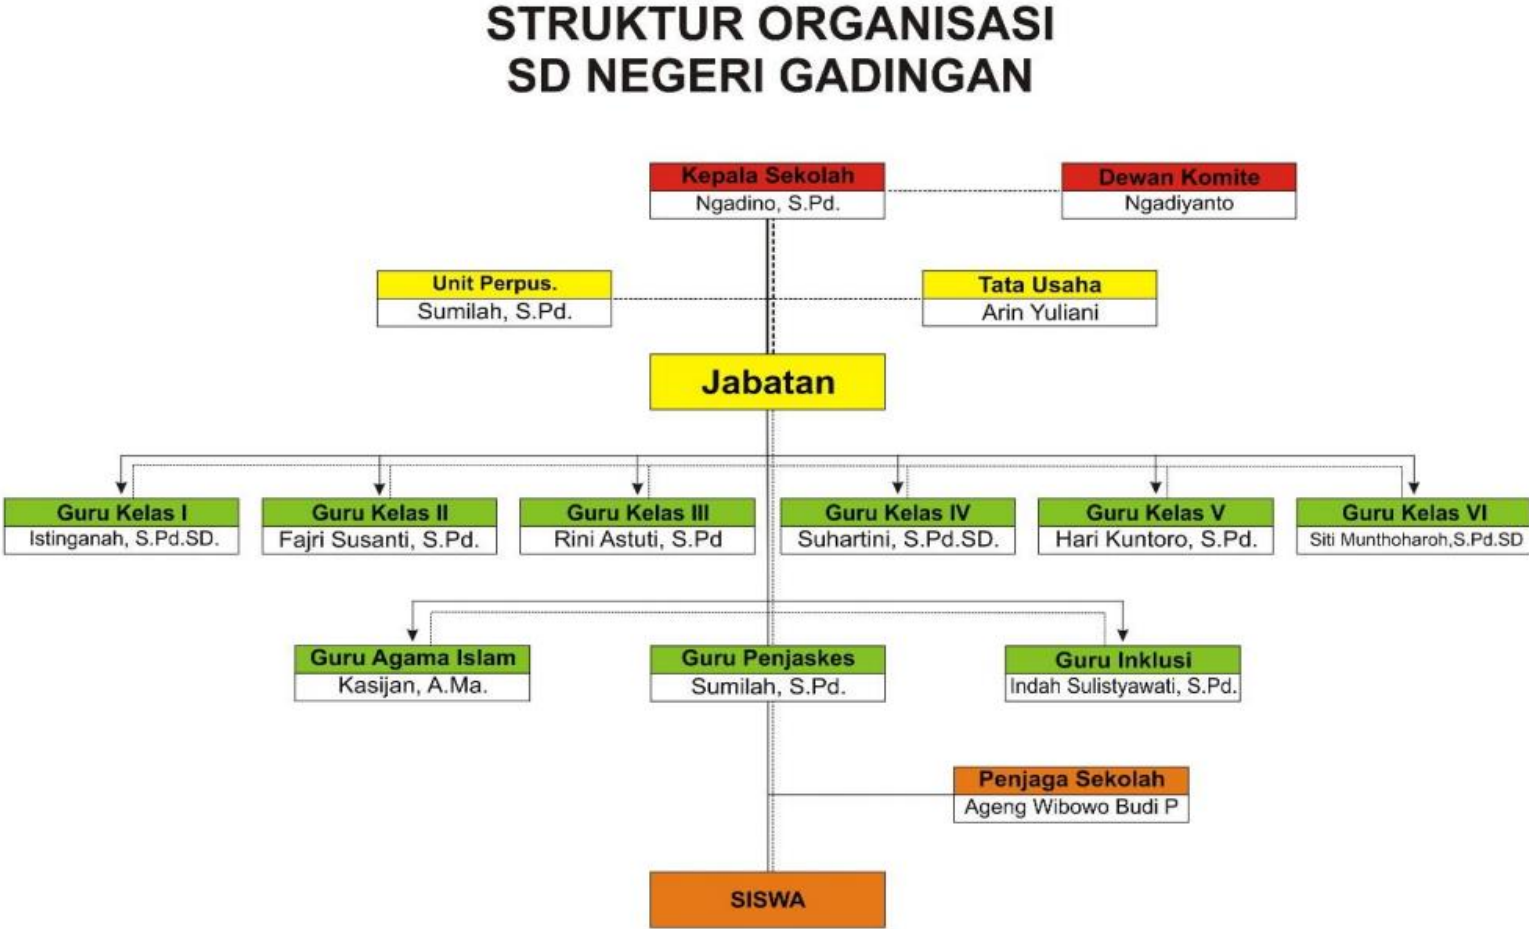 STRUKTUR ORGANISASI
SD NEGERI GADINGAN
Kepala Sekolah
Ngadino, S.Pd.
Dewan Komite
Ngadiyanto
Unit Perpus.
Sumilah, S.Pd.
Tata Usaha
Arin Yuliani
Jabatan
Guru Kelas I
Istinganah, S.Pd.SD.
Guru Kelas II
Fajri Susanti, S.Pd.
Guru Kelas III
Rini Astuti, S.Pd
Guru Kelas IV
Suhartini, S.Pd.SD.
Guru Kelas V
Hari Kuntoro, S.Pd.
Guru Kelas VI
Siti Munthoharoh,S.Pd.SD
Guru Agama Islam
Kasijan, A.Ma.
Guru Penjaskes
Sumilah, S.Pd.
Guru Inklusi
Indah Sulistyawati, S.Pd.
Penjaga Sekolah
Ageng Wibowo Budi P
SISWA